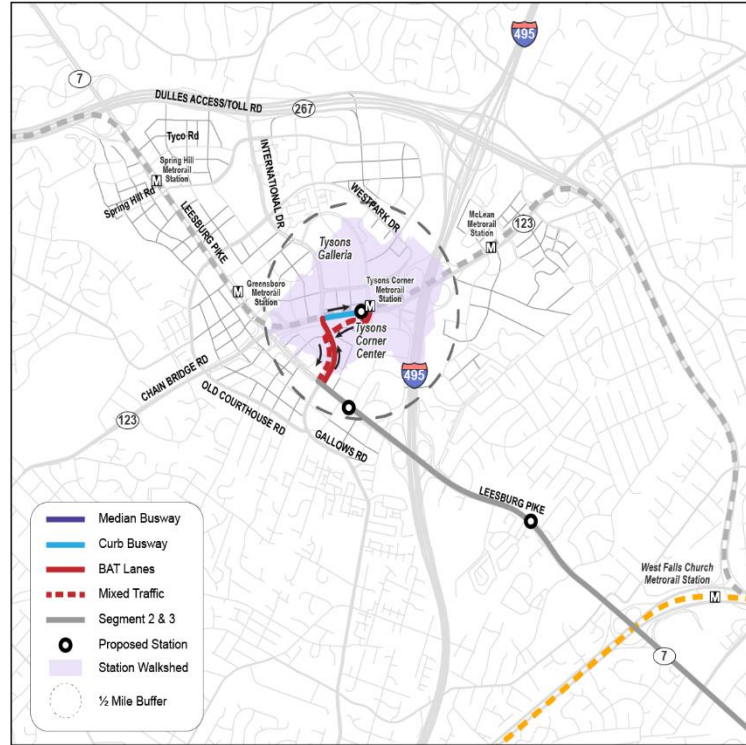 495
7
DULLES ACCESS/TOLL RD
267
Tyco Rd
Spring Hill
Metrorail
Station
M
Spring Hill Rd
INTERNATIONAL DR
WESTPARK DR
LEESBURG PIKE
McLean
Metrorail
Station
M
123
Tysons
Galleria
Greensboro
Metrorail
Station
M
Tysons Corner
Metrorail
Station
M
Tysons
Corner
Center
495
CHAIN BRIDGE RD
123
OLD COURTHOUSE RD
GALLOWS RD
LEESBURG PIKE
West Falls Church
Metrorail Station
M
7
Median Busway
Curb Busway
BAT Lanes
Mixed Traffic
Segment 2 & 3
Proposed Station
Station Walkshed
½ Mile Buffer